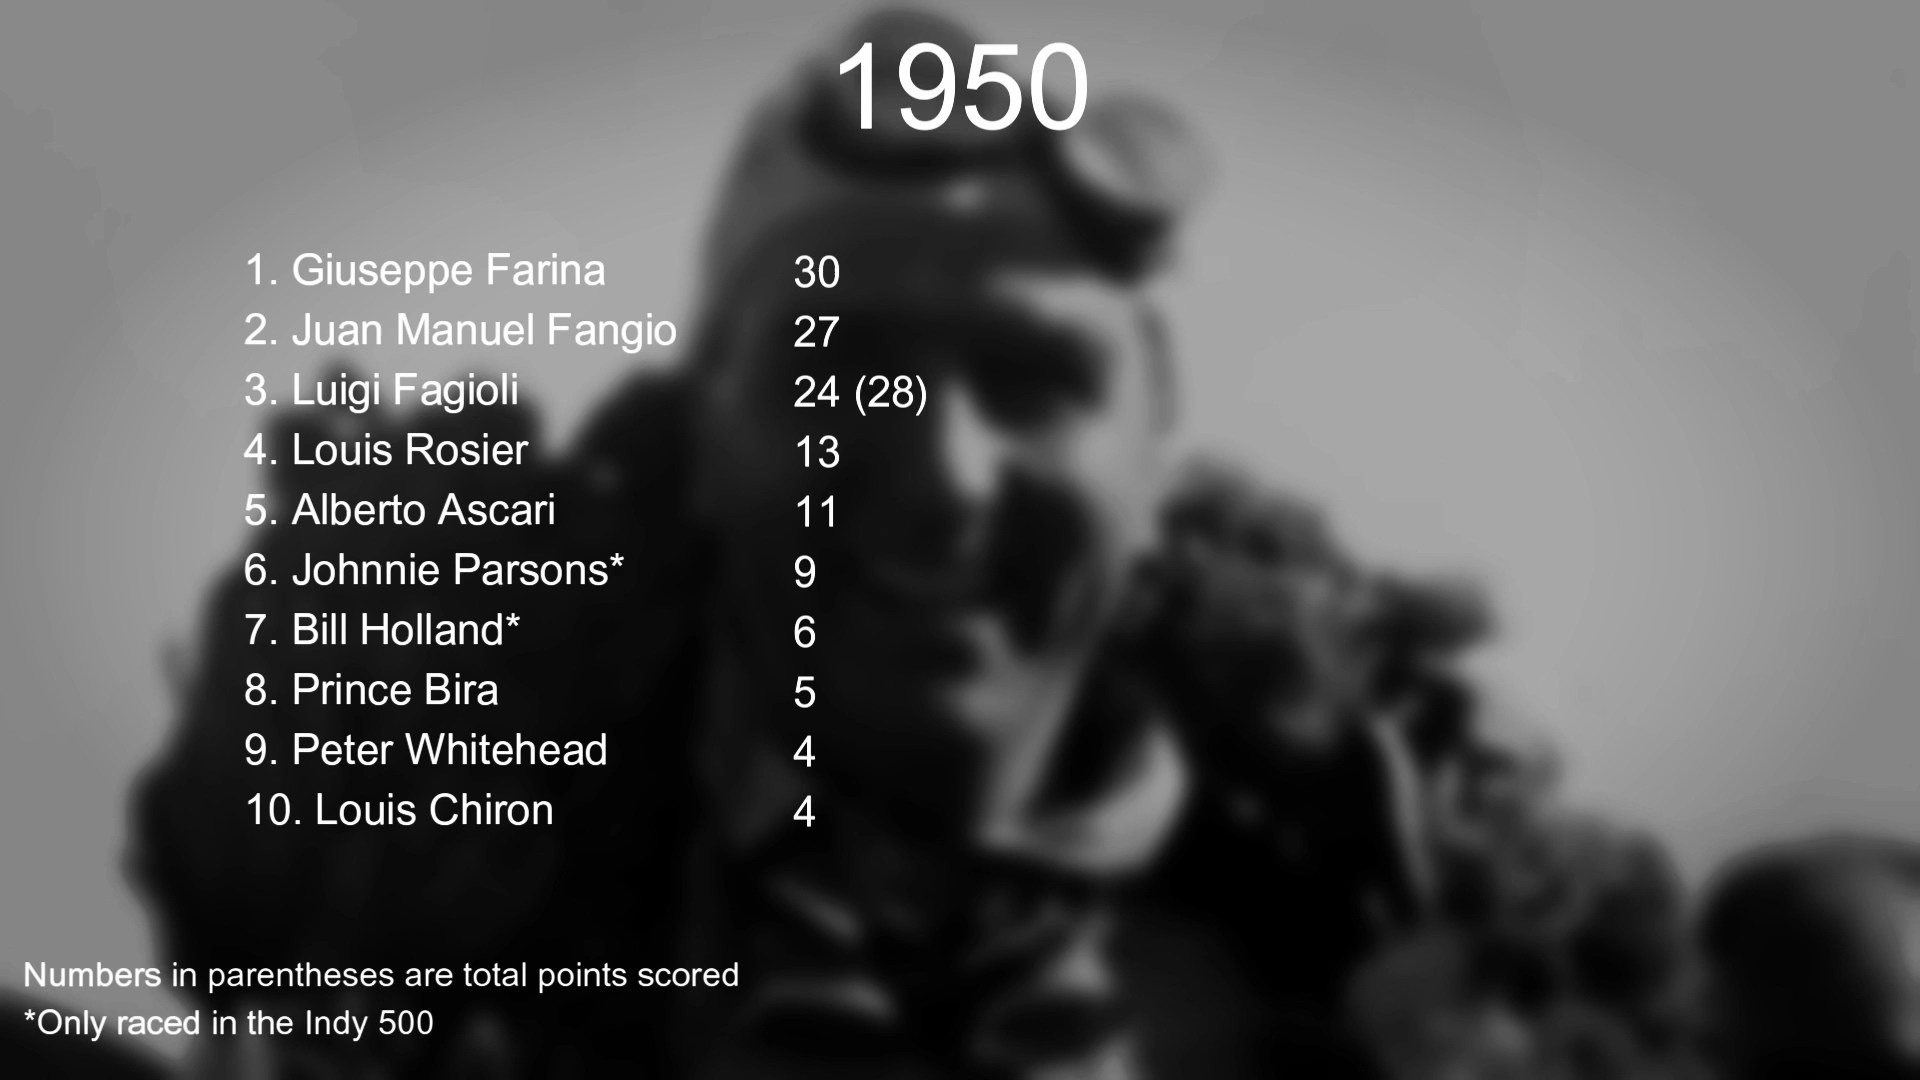 1950
1. Giuseppe Farina 30
2. Juan Manuel Fangio 27
3. Luigi Fagioli 24 (28)
4. Louis Rosier 13
5. Alberto Ascari 11
6. Johnnie Parsons* 9
7. Bill Holland* 6
8. Prince Bira 5
9. Peter Whitehead 4
10. Louis Chiron 4
Numbers in parentheses are total points scored
*Only raced in the Indy 500